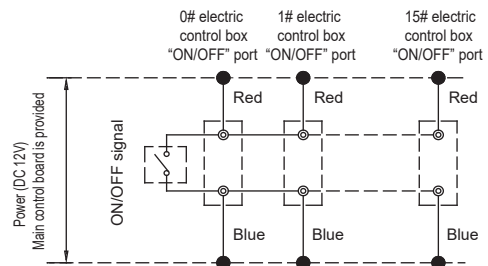 0# electric
control box
“ON/OFF” port
1# electric
control box
“ON/OFF” port
15# electric
control box
“ON/OFF” port
Red
Red
Red
Power (DC 12V)
Main control board is provided
ON/OFF signal
Blue
Blue
Blue